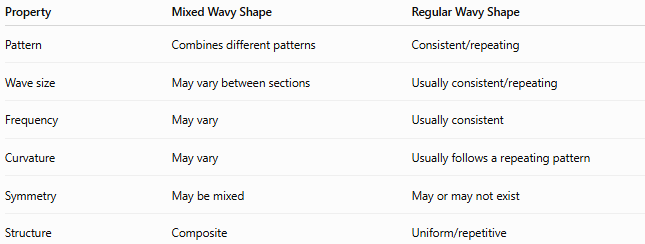 Property Mixed Wavy Shape Regular Wavy Shape
Pattern Combines different patterns Consistent/repeating
Wave size May vary between sections Usually consistent/repeating
Frequency May vary Usually consistent
Curvature May vary Usually follows a repeating pattern
Symmetry May be mixed May or may not exist
Structure Composite Uniform/repetitive